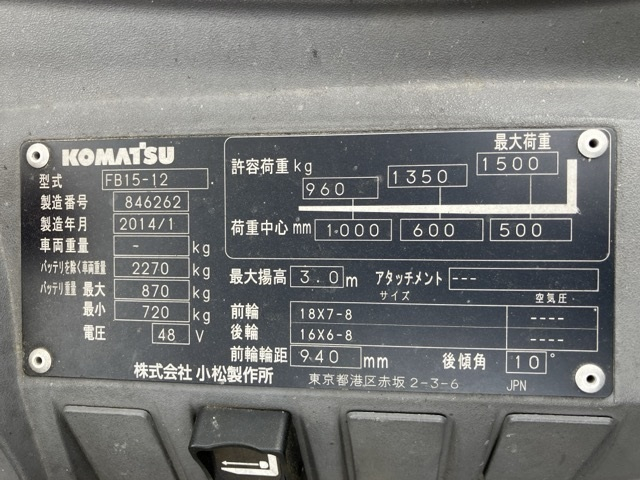 KOMATSU
型式 FB15-12
製造番号 846262
製造年月 2014/1
車両重量 - kg
バッテリを除く車両重量 2270 kg
バッテリ重量 最大 870 kg
最小 720 kg
電圧 48 V
最大荷重
許容荷重 kg 960 1350 1500
荷重中心 mm 1000 600 500
最大揚高 3.0 m アタッチメント ---
サイズ 空気圧
前輪 18X7-8 ----
後輪 16X6-8 ----
前輪輪距 940 mm 後傾角 10°
株式会社 小松製作所 東京都港区赤坂 2-3-6 JPN